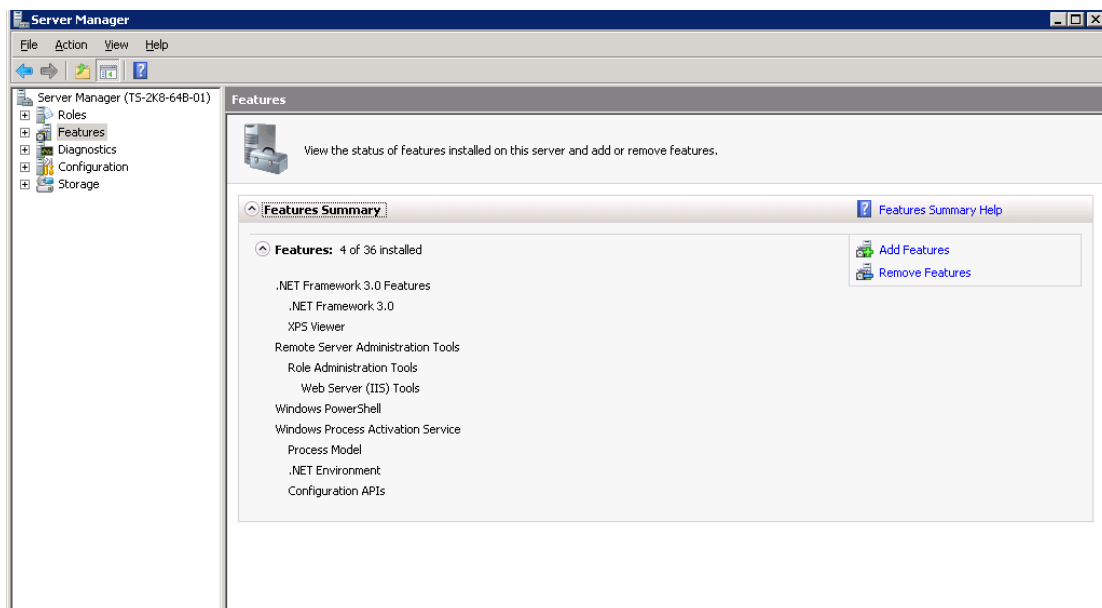 Server Manager
File Action View Help
Server Manager (TS-2K8-64B-01)
Roles
Features
Diagnostics
Configuration
Storage
Features
View the status of features installed on this server and add or remove features.
Features Summary
Features Summary Help
Features: 4 of 36 installed
Add Features
Remove Features
.NET Framework 3.0 Features
.NET Framework 3.0
XPS Viewer
Remote Server Administration Tools
Role Administration Tools
Web Server (IIS) Tools
Windows PowerShell
Windows Process Activation Service
Process Model
.NET Environment
Configuration APIs